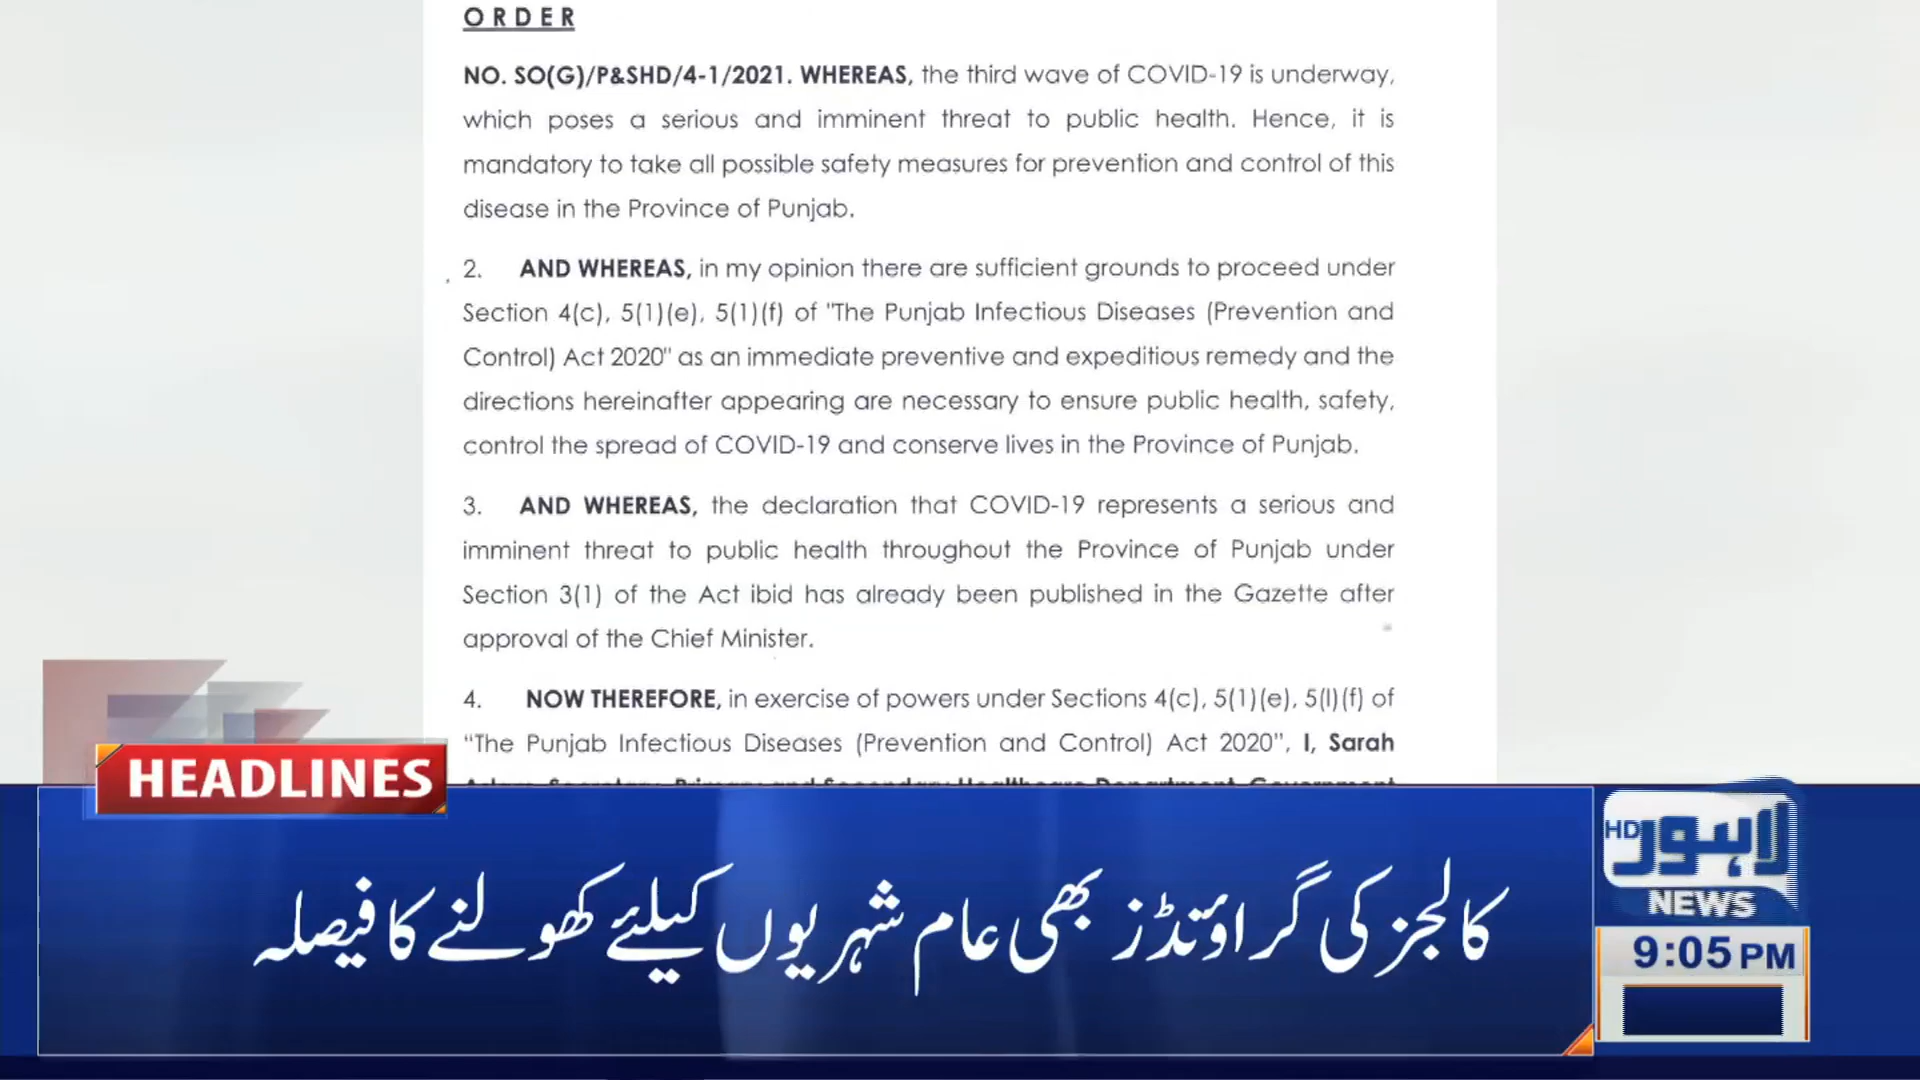 ORDER
NO. SO(G)/P&SHD/4-1/2021. WHEREAS, the third wave of COVID-19 is underway,
which poses a serious and imminent threat to public health. Hence, it is
mandatory to take all possible safety measures for prevention and control of this
disease in the Province of Punjab.
2. AND WHEREAS, in my opinion there are sufficient grounds to proceed under
Section 4(c), 5(1)(e), 5(1)(f) of "The Punjab Infectious Diseases (Prevention and
Control) Act 2020" as an immediate preventive and expeditious remedy and the
directions hereinafter appearing are necessary to ensure public health, safety,
control the spread of COVID-19 and conserve lives in the Province of Punjab.
3. AND WHEREAS, the declaration that COVID-19 represents a serious and
imminent threat to public health throughout the Province of Punjab under
Section 3(1) of the Act ibid has already been published in the Gazette after
approval of the Chief Minister.
4. NOW THEREFORE, in exercise of powers under Sections 4(c), 5(1)(e), 5(l)(f) of
“The Punjab Infectious Diseases (Prevention and Control) Act 2020”, I, Sarah
Secretary, Primary and Secondary Healthcare Department, Government
HEADLINES
کالجز کی گراؤنڈز بھی عام شہریوں کیلئے کھولنے کا فیصلہ
لاہور HD
NEWS
9:05 PM